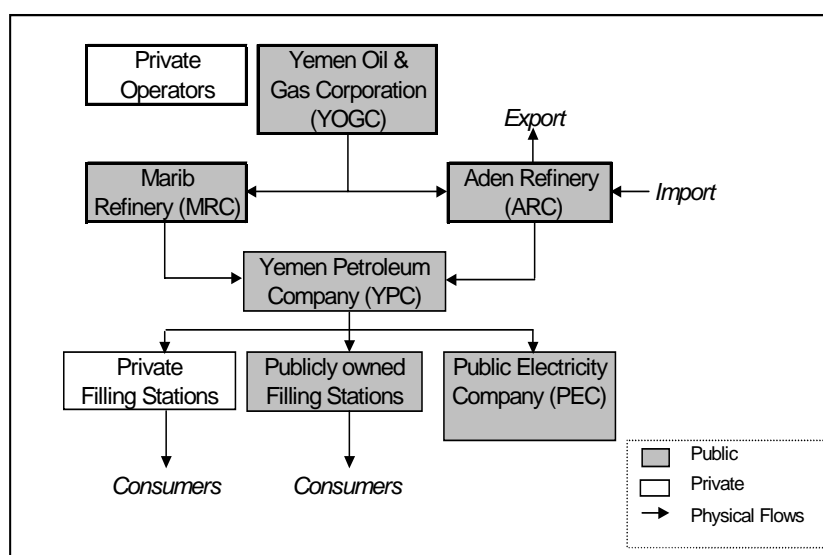 Private
Operators
Yemen Oil &
Gas Corporation
(YOGC)
Export
Marib
Refinery (MRC)
Aden Refinery
(ARC)
Import
Yemen Petroleum
Company (YPC)
Private
Filling Stations
Publicly owned
Filling Stations
Public Electricity
Company (PEC)
Consumers
Consumers
Public
Private
Physical Flows